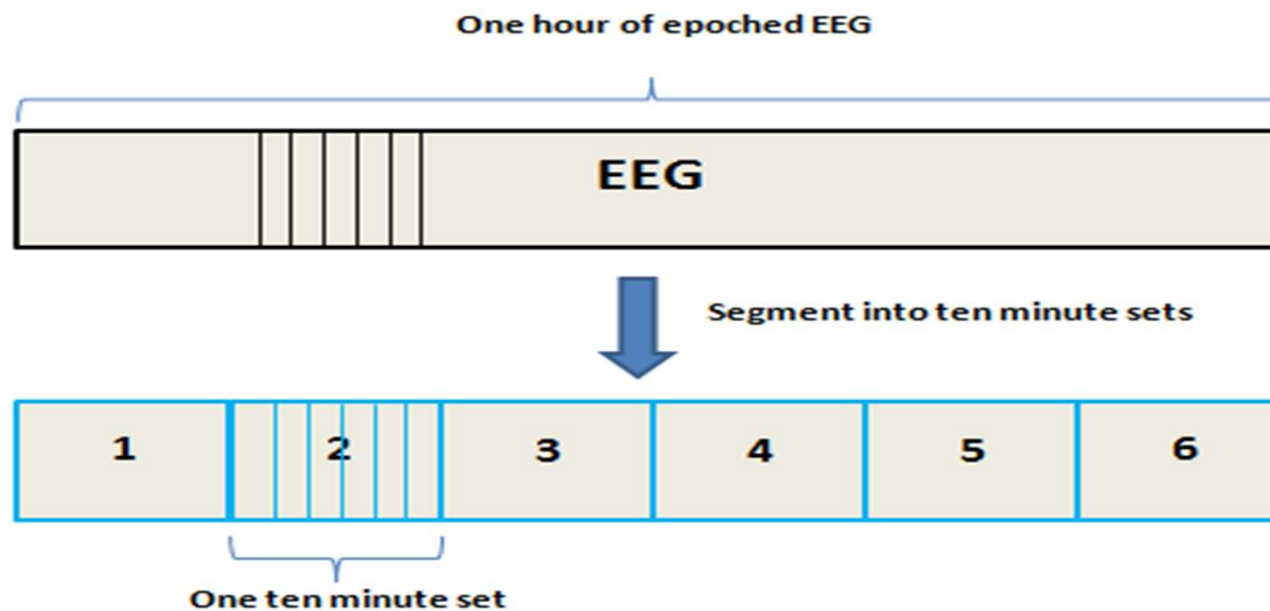 One hour of epoched EEG
EEG
Segment into ten minute sets
1 2 3 4 5 6
One ten minute set